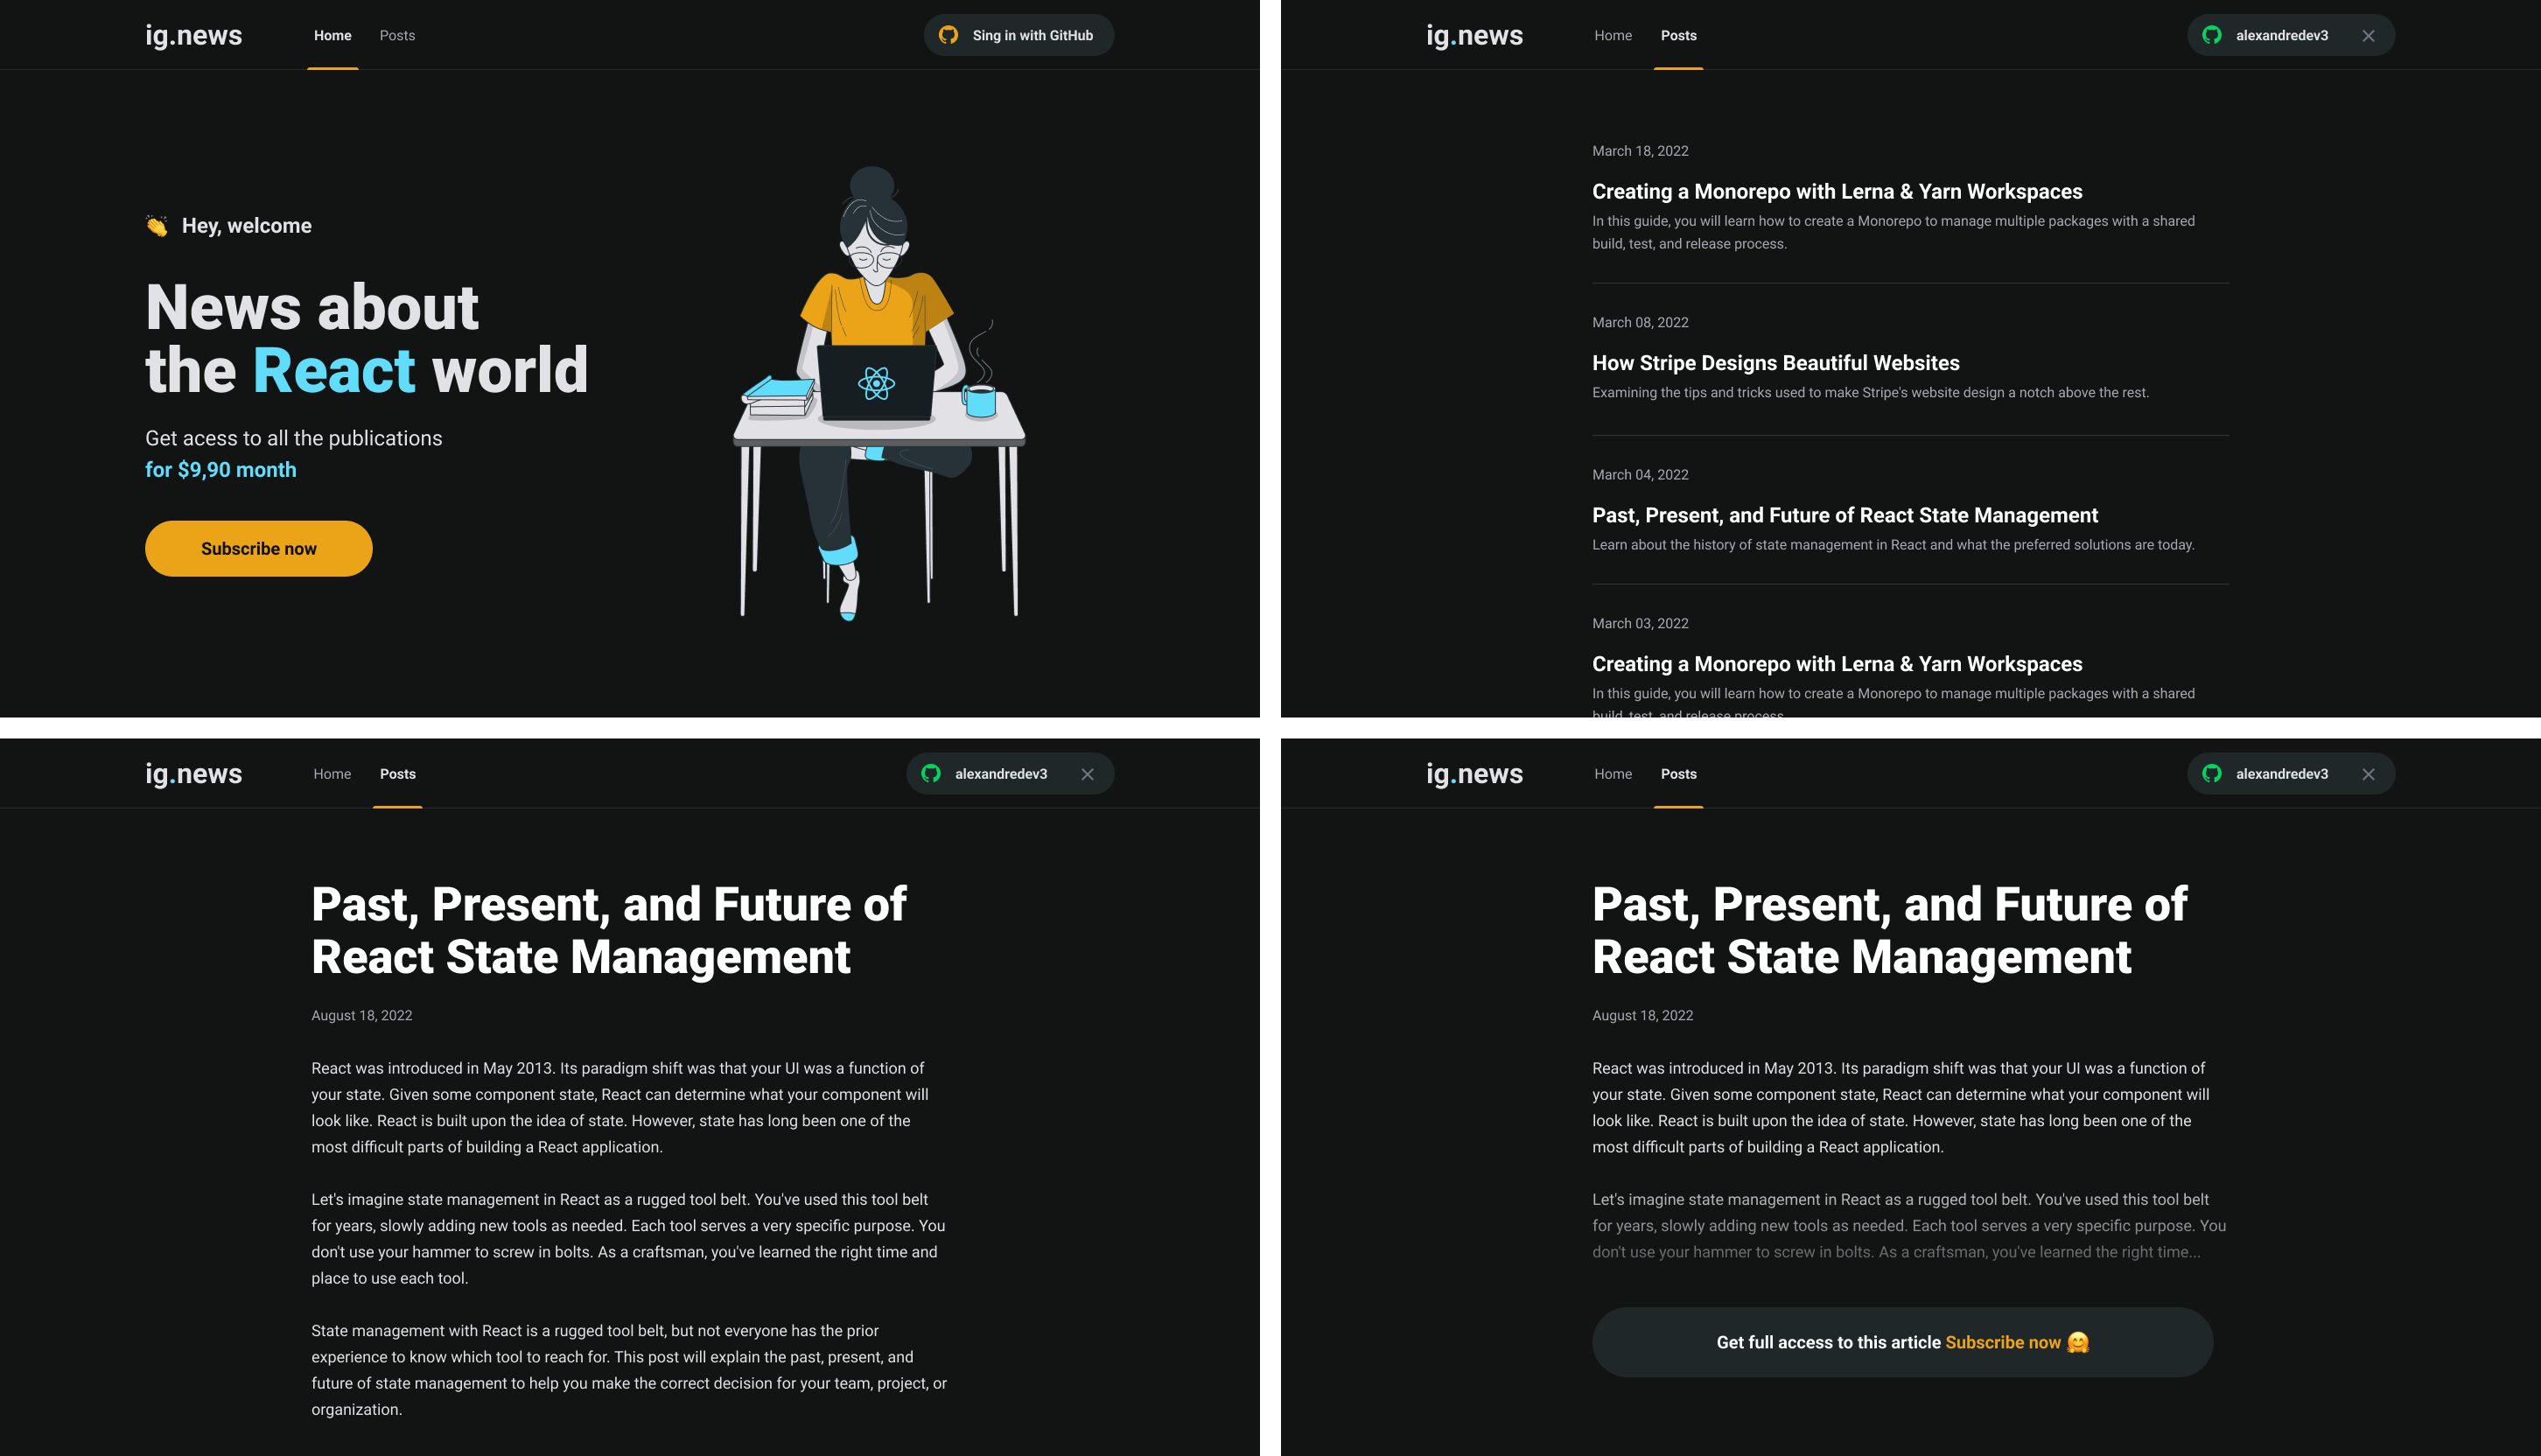 ig.news
Home
Posts
Sing in with GitHub
👏 Hey, welcome
News about
the React world
Get acess to all the publications
for $9,90 month
Subscribe now
ig.news
Home
Posts
alexandredev3
March 18, 2022
Creating a Monorepo with Lerna & Yarn Workspaces
In this guide, you will learn how to create a Monorepo to manage multiple packages with a shared
build, test, and release process.
March 08, 2022
How Stripe Designs Beautiful Websites
Examining the tips and tricks used to make Stripe's website design a notch above the rest.
March 04, 2022
Past, Present, and Future of React State Management
Learn about the history of state management in React and what the preferred solutions are today.
March 03, 2022
Creating a Monorepo with Lerna & Yarn Workspaces
In this guide, you will learn how to create a Monorepo to manage multiple packages with a shared
build, test, and release process.
ig.news
Home
Posts
alexandredev3
Past, Present, and Future of
React State Management
August 18, 2022
React was introduced in May 2013. Its paradigm shift was that your UI was a function of
your state. Given some component state, React can determine what your component will
look like. React is built upon the idea of state. However, state has long been one of the
most difficult parts of building a React application.
Let's imagine state management in React as a rugged tool belt. You've used this tool belt
for years, slowly adding new tools as needed. Each tool serves a very specific purpose. You
don't use your hammer to screw in bolts. As a craftsman, you've learned the right time and
place to use each tool.
State management with React is a rugged tool belt, but not everyone has the prior
experience to know which tool to reach for. This post will explain the past, present, and
future of state management to help you make the correct decision for your team, project, or
organization.
ig.news
Home
Posts
alexandredev3
Past, Present, and Future of
React State Management
August 18, 2022
React was introduced in May 2013. Its paradigm shift was that your UI was a function of
your state. Given some component state, React can determine what your component will
look like. React is built upon the idea of state. However, state has long been one of the
most difficult parts of building a React application.
Let's imagine state management in React as a rugged tool belt. You've used this tool belt
for years, slowly adding new tools as needed. Each tool serves a very specific purpose. You
don't use your hammer to screw in bolts. As a craftsman, you've learned the right time...
Get full access to this article Subscribe now 🤗